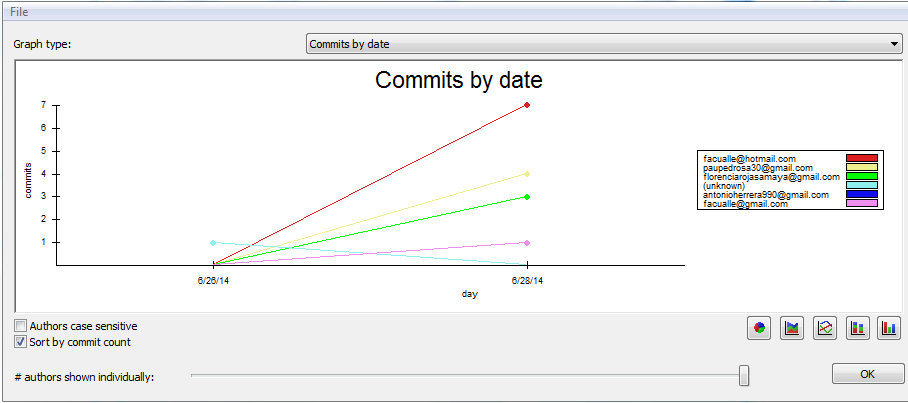 File
Graph type:
Commits by date
Commits by date
7
6
5
4
3
2
1
commits
6/26/14
6/28/14
day
facualle@hotmail.com
paupedrosa30@gmail.com
florenciarojasamaya@gmail.com
(unknown)
antonioherrera990@gmail.com
facualle@gmail.com
Authors case sensitive
Sort by commit count
# authors shown individually:
OK